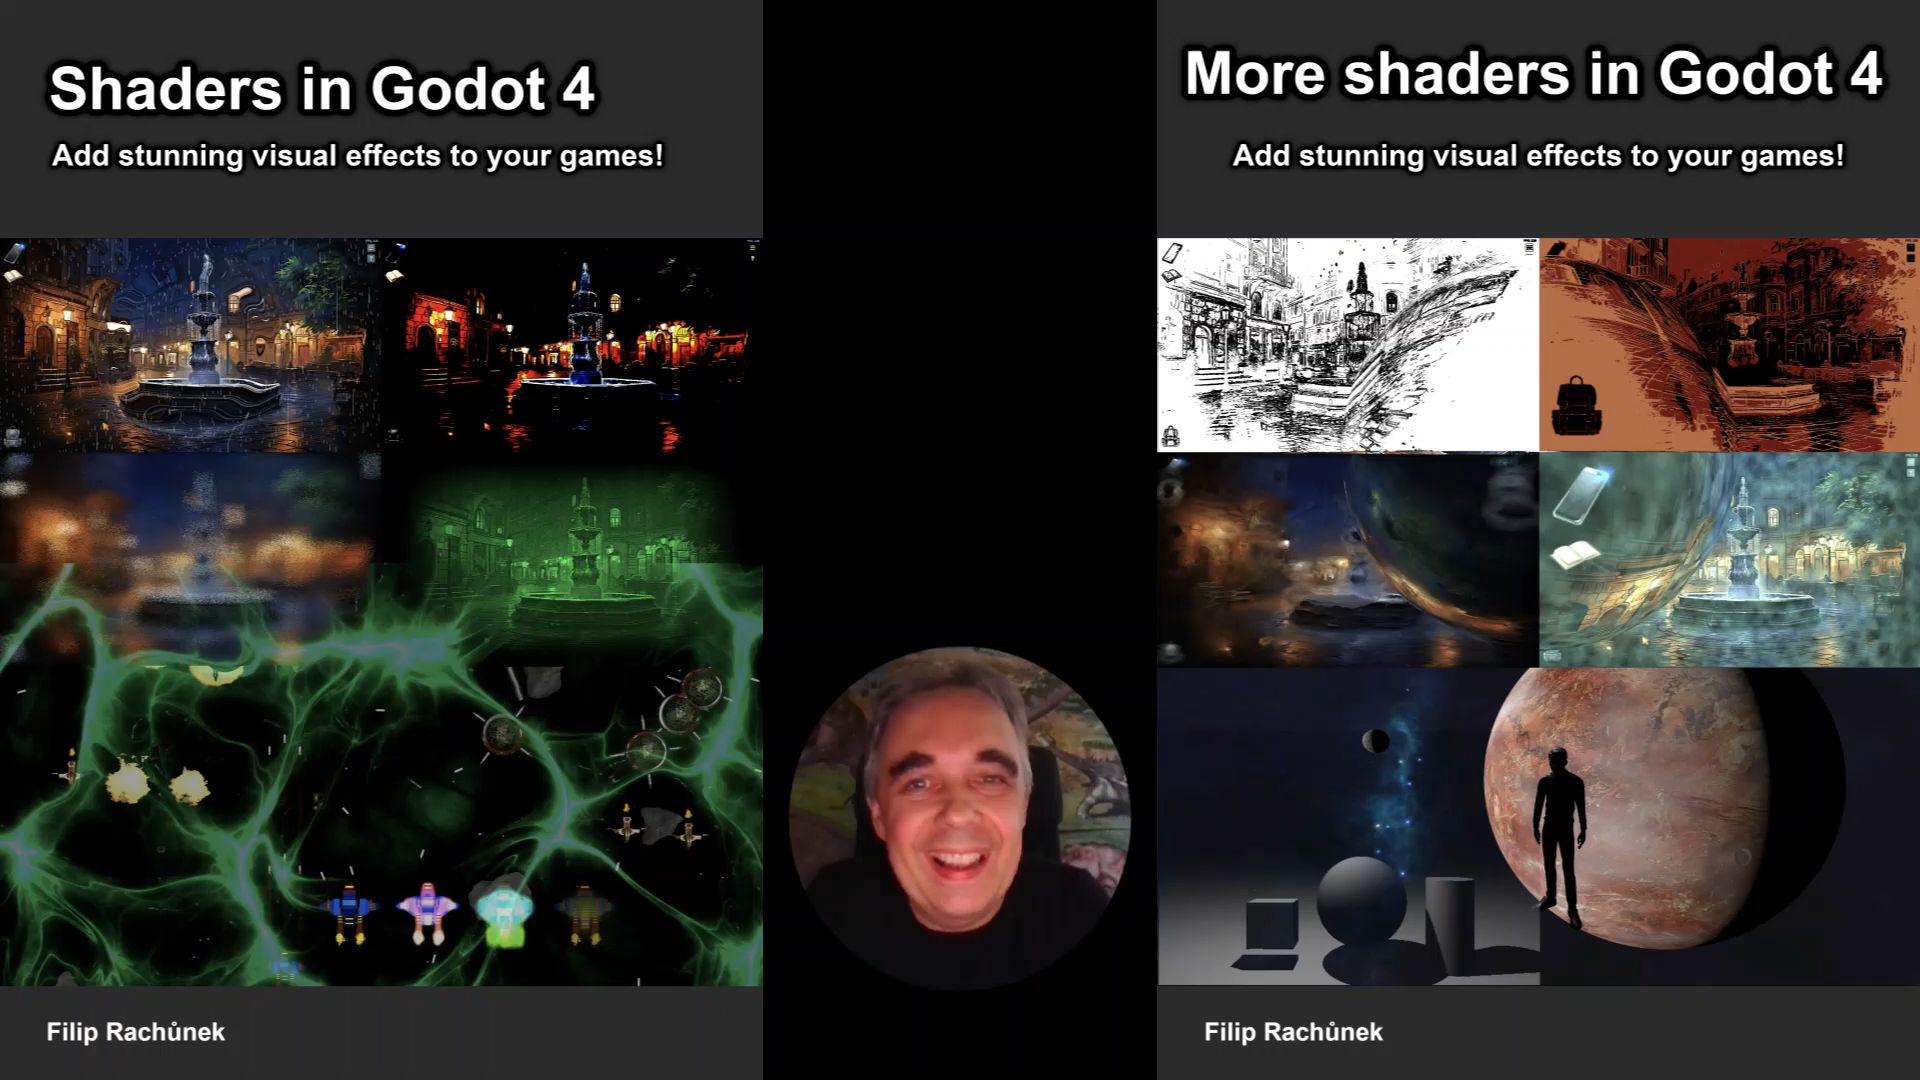 Shaders in Godot 4
Add stunning visual effects to your games!
Filip Rachůnek
More shaders in Godot 4
Add stunning visual effects to your games!
Filip Rachůnek